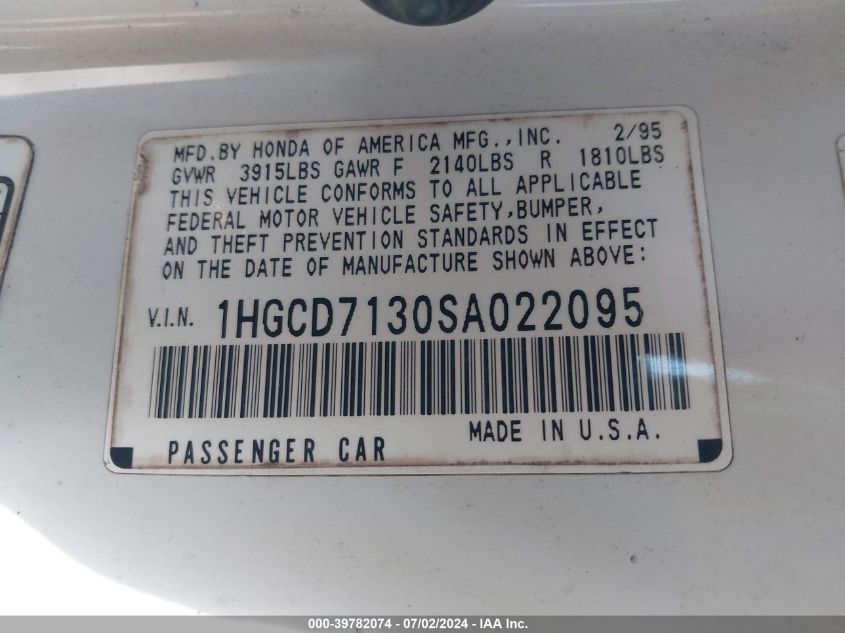 MFD.BY HONDA OF AMERICA MFG.,INC. 2/95
GVWR 3915LBS GAWR F 2140LBS R 1810LBS
THIS VEHICLE CONFORMS TO ALL APPLICABLE
FEDERAL MOTOR VEHICLE SAFETY,BUMPER,
AND THEFT PREVENTION STANDARDS IN EFFECT
ON THE DATE OF MANUFACTURE SHOWN ABOVE:
V.I.N. 1HGCD7130SA022095
PASSENGER CAR MADE IN U.S.A.
000-39782074 - 07/02/2024 - IAA Inc.